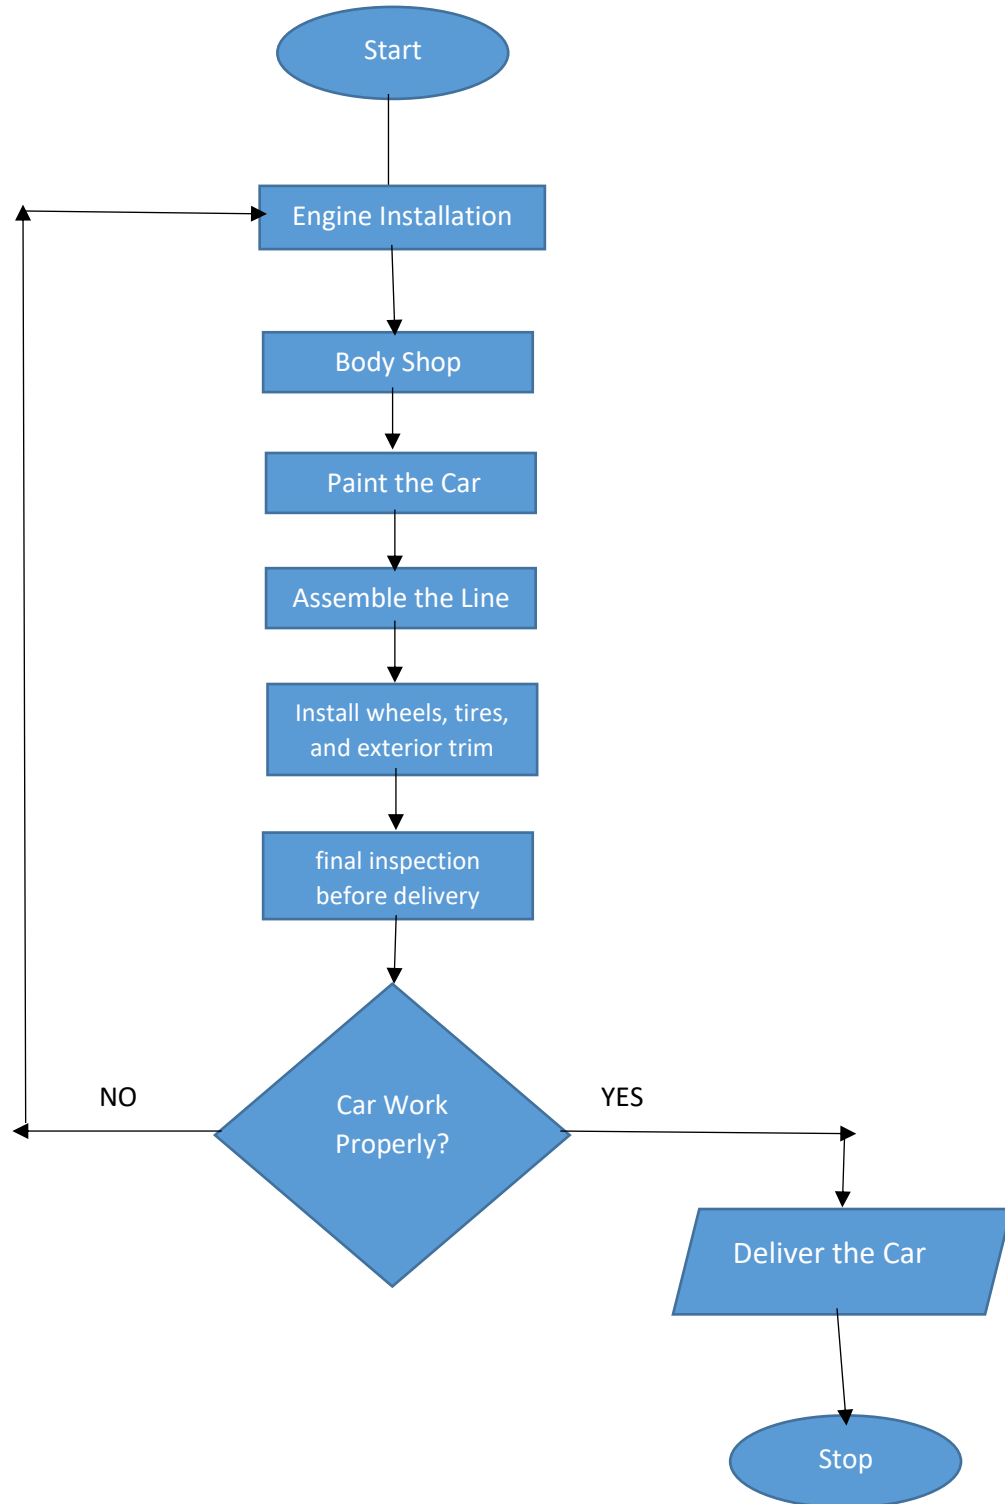 Start
Engine Installation
Body Shop
Paint the Car
Assemble the Line
Install wheels, tires,
and exterior trim
final inspection
before delivery
Car Work
Properly?
NO
YES
Deliver the Car
Stop